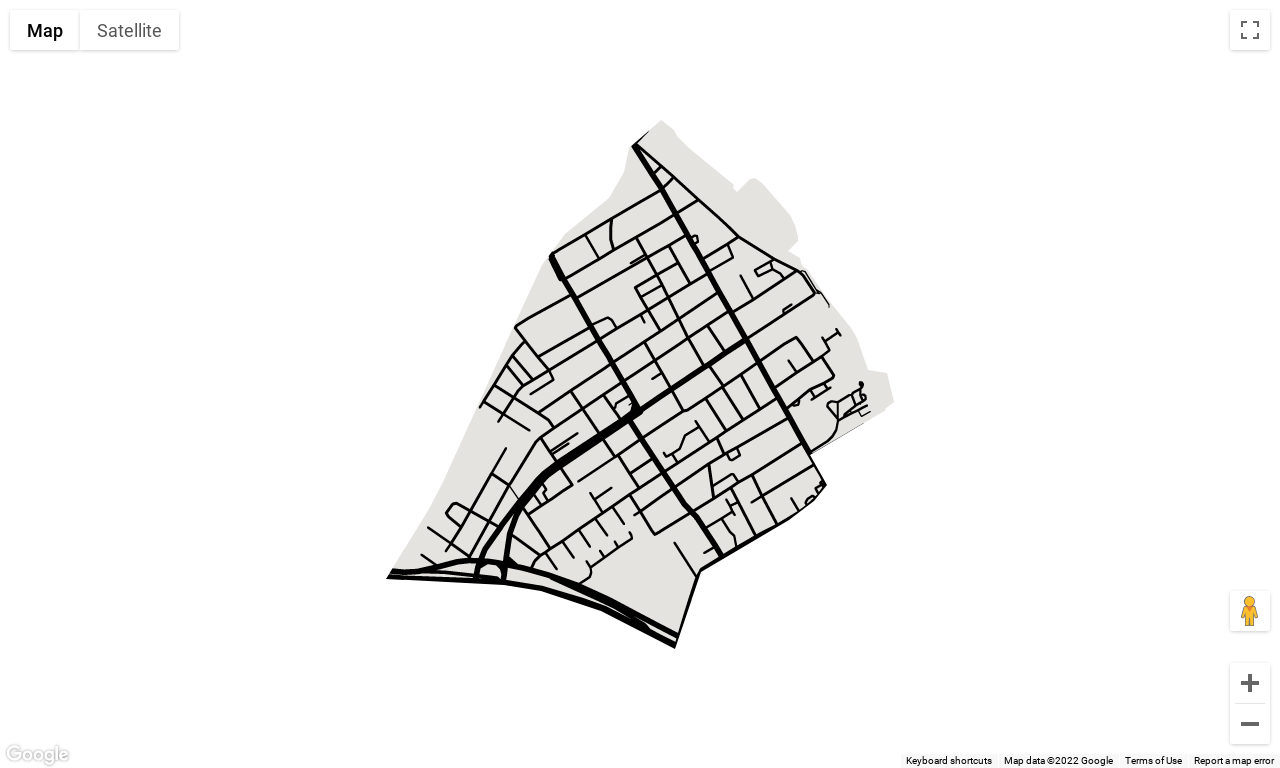 Map Satellite
Google
Keyboard shortcuts Map data ©2022 Google Terms of Use Report a map error